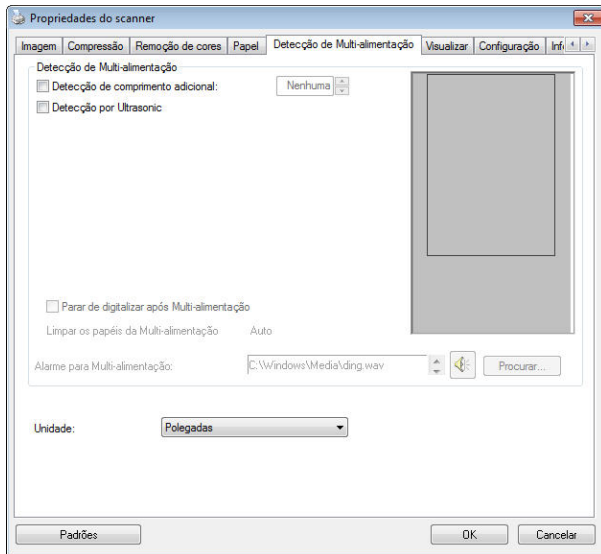 Propriedades do scanner
Imagem Compressão Remoção de cores Papel Detecção de Multi-alimentação Visualizar Configuração Inf
Detecção de Multi-alimentação
Detecção de comprimento adicional: Nenhuma
Detecção por Ultrasonic
Parar de digitalizar após Multi-alimentação
Limpar os papéis da Multi-alimentação Auto
Alarme para Multi-alimentação: C:\Windows\Media\ding.wav Procurar...
Unidade: Polegadas
Padrões OK Cancelar